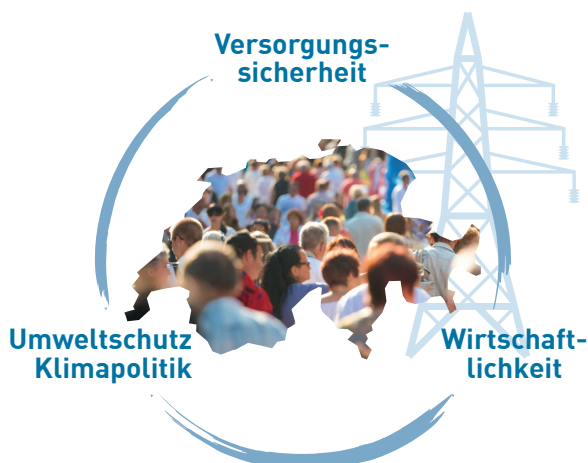 Versorgungs-
sicherheit
Umweltschutz
Klimapolitik
Wirtschaft-
lichkeit